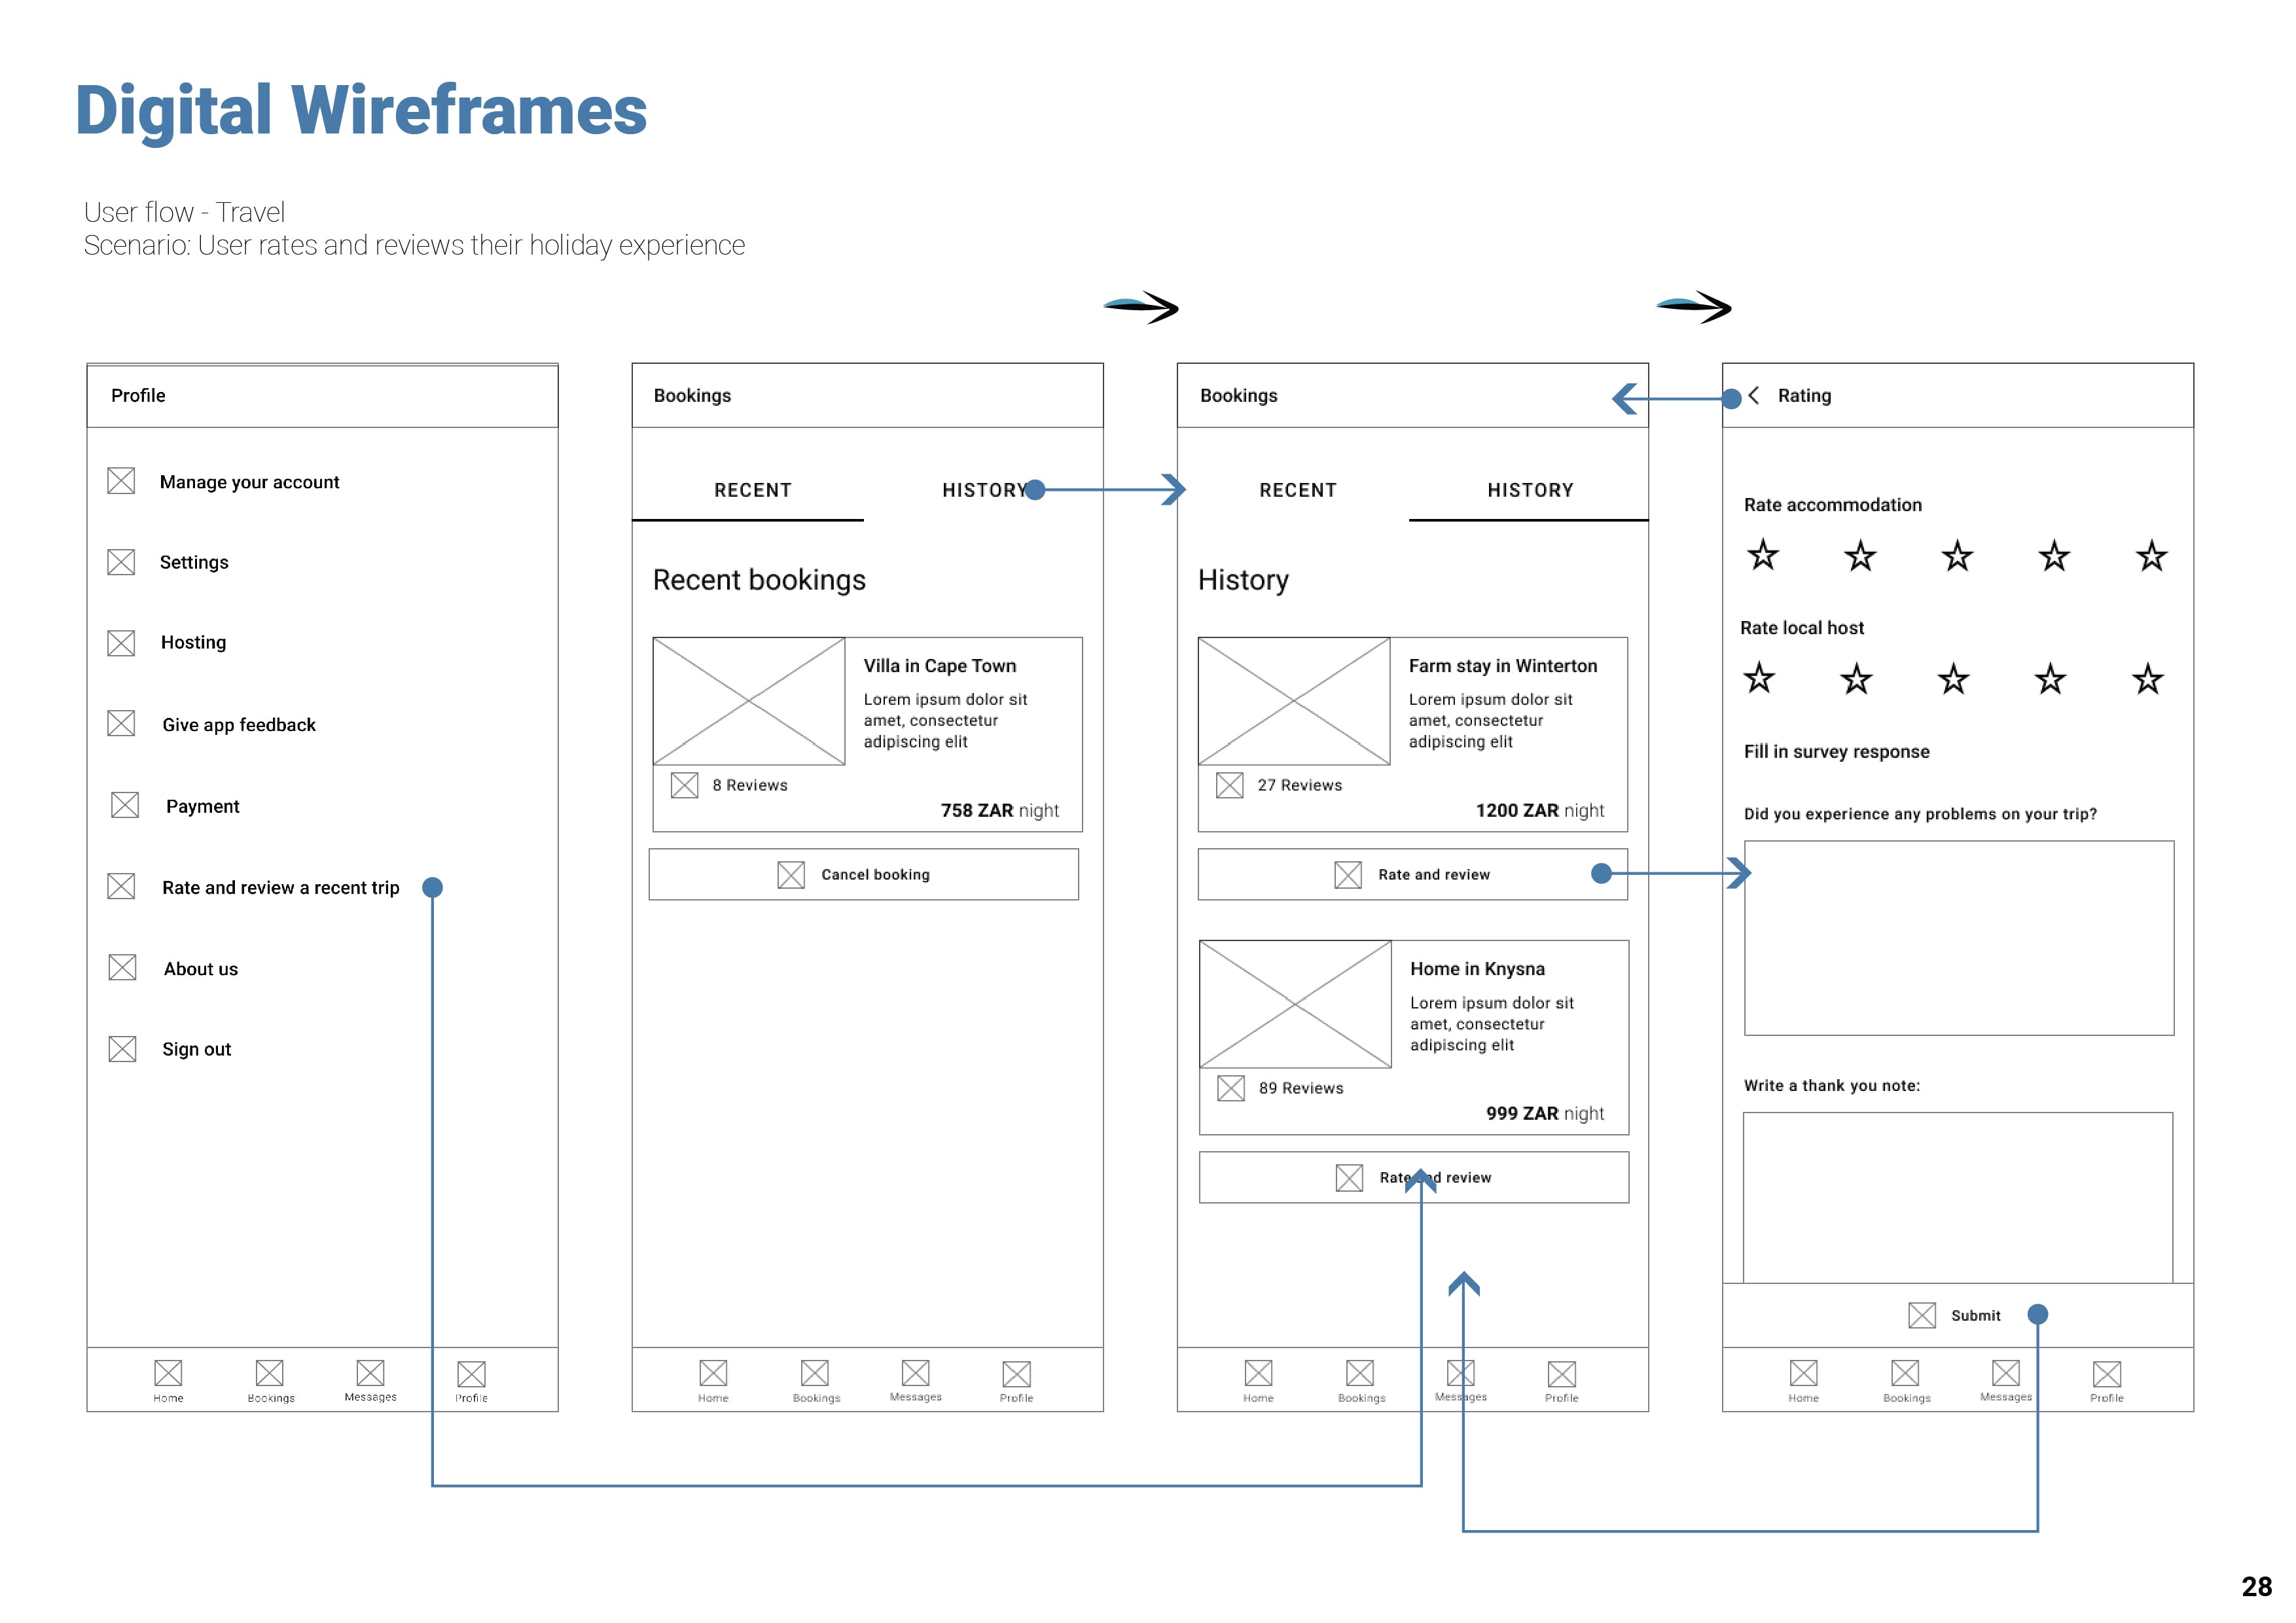 Digital Wireframes
User flow - Travel
Scenario: User rates and reviews their holiday experience
Profile
Manage your account
Settings
Hosting
Give app feedback
Payment
Rate and review a recent trip
About us
Sign out
Home Bookings Messages Profile
Bookings
RECENT HISTORY
Recent bookings
Villa in Cape Town
Lorem ipsum dolor sit
amet, consectetur
adipiscing elit
8 Reviews
758 ZAR night
Cancel booking
Home Bookings Messages Profile
Bookings
RECENT HISTORY
History
Farm stay in Winterton
Lorem ipsum dolor sit
amet, consectetur
adipiscing elit
27 Reviews
1200 ZAR night
Rate and review
Home in Knysna
Lorem ipsum dolor sit
amet, consectetur
adipiscing elit
89 Reviews
999 ZAR night
Rate and review
Home Bookings Messages Profile
Rating
Rate accommodation
Rate local host
Fill in survey response
Did you experience any problems on your trip?
Write a thank you note:
Submit
Home Bookings Messages Profile
28